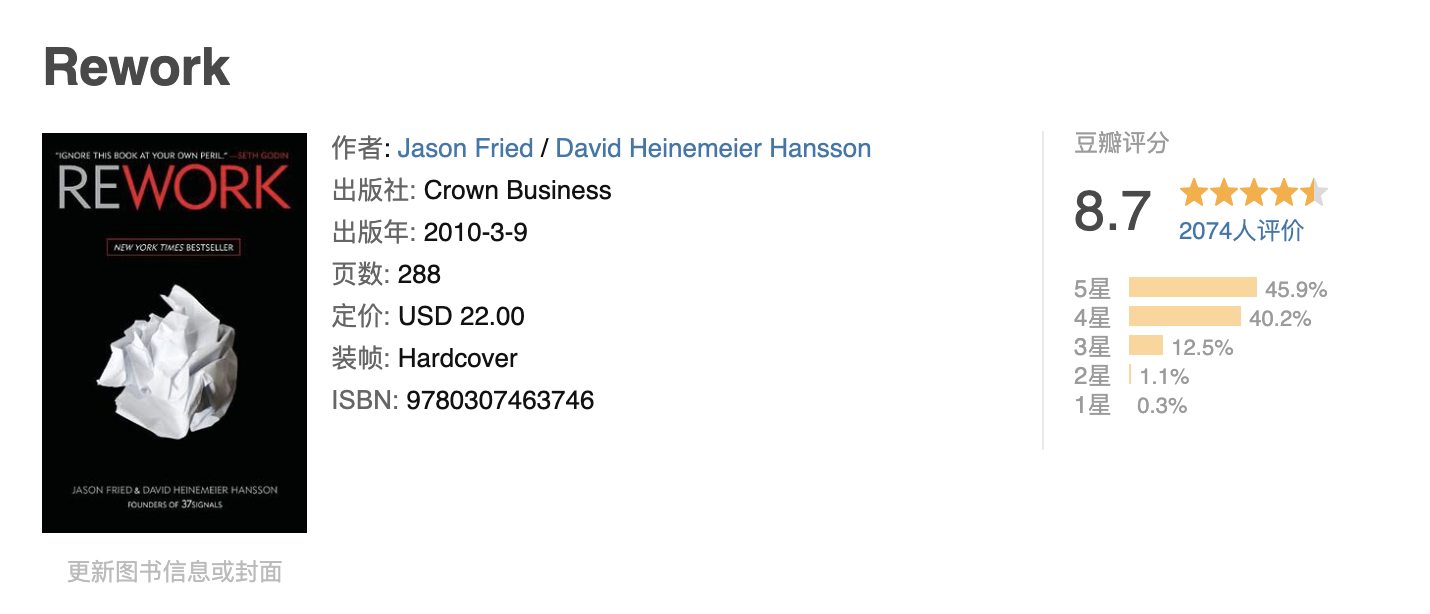 Rework
"IGNORE THIS BOOK AT YOUR OWN PERIL."—SETH GODIN
REWORK
NEW YORK TIMES BESTSELLER
JASON FRIED & DAVID HEINEMEIER HANSSON
FOUNDERS OF 37SIGNALS
更新图书信息或封面
作者: Jason Fried / David Heinemeier Hansson
出版社: Crown Business
出版年: 2010-3-9
页数: 288
定价: USD 22.00
装帧: Hardcover
ISBN: 9780307463746
豆瓣评分
8.7
2074人评价
5星 45.9%
4星 40.2%
3星 12.5%
2星 1.1%
1星 0.3%